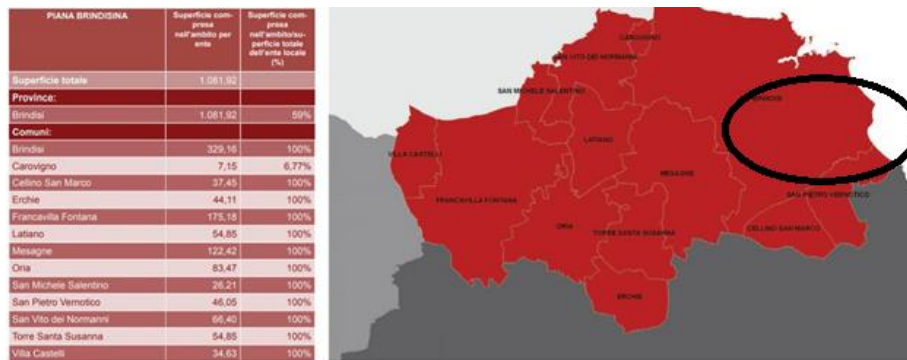 PIANA BRINDISINA
Superficie com-
presa
nell'ambito per
ente
Superficie com-
presa
nell'ambito/su-
perficie totale
dell'ente locale
(%)
Superficie totale 1.081,92
Province:
Brindisi 1.081,92 59%
Comuni:
Brindisi 329,16 100%
Carovigno 7,15 6,77%
Cellino San Marco 37,45 100%
Erchie 44,11 100%
Francavilla Fontana 175,18 100%
Latiano 54,85 100%
Mesagne 122,42 100%
Oria 83,47 100%
San Michele Salentino 26,21 100%
San Pietro Vernotico 46,05 100%
San Vito dei Normanni 66,40 100%
Torre Santa Susanna 54,85 100%
Villa Castelli 34,63 100%
CAROVIGNO
SAN VITO DEI NORMANNI
SAN MICHELE SALENTINO
BRINDISI
LATIANO
VILLA CASTELLI
MESAGNE
SAN PIETRO VERNOTICO
FRANCAVILLA FONTANA
ORIA
TORRE SANTA SUSANNA
CELLINO SAN MARCO
ERCHIE